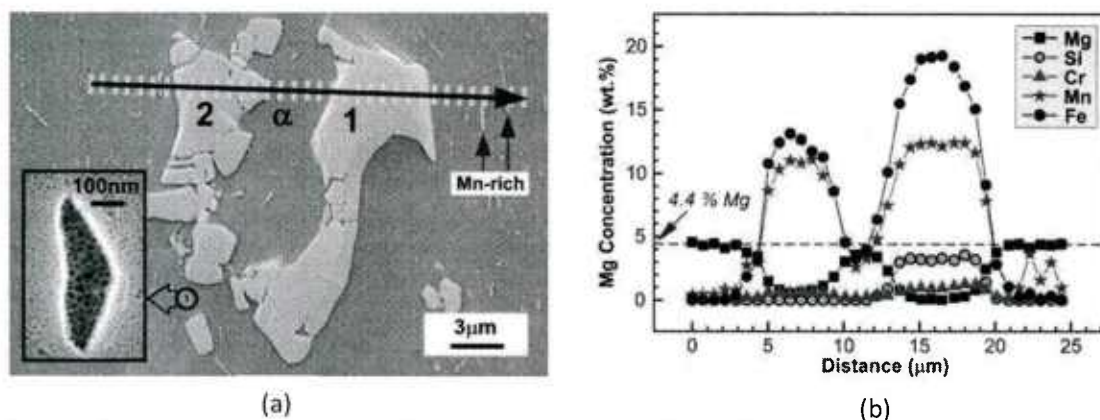 2
α
1
Mn-rich
100nm
1
3μm
(a)
Mg Concentration (wt.%)
20
15
10
5
0
4.4 % Mg
Mg
Si
Cr
Mn
Fe
0 5 10 15 20 25
Distance (μm)
(b)